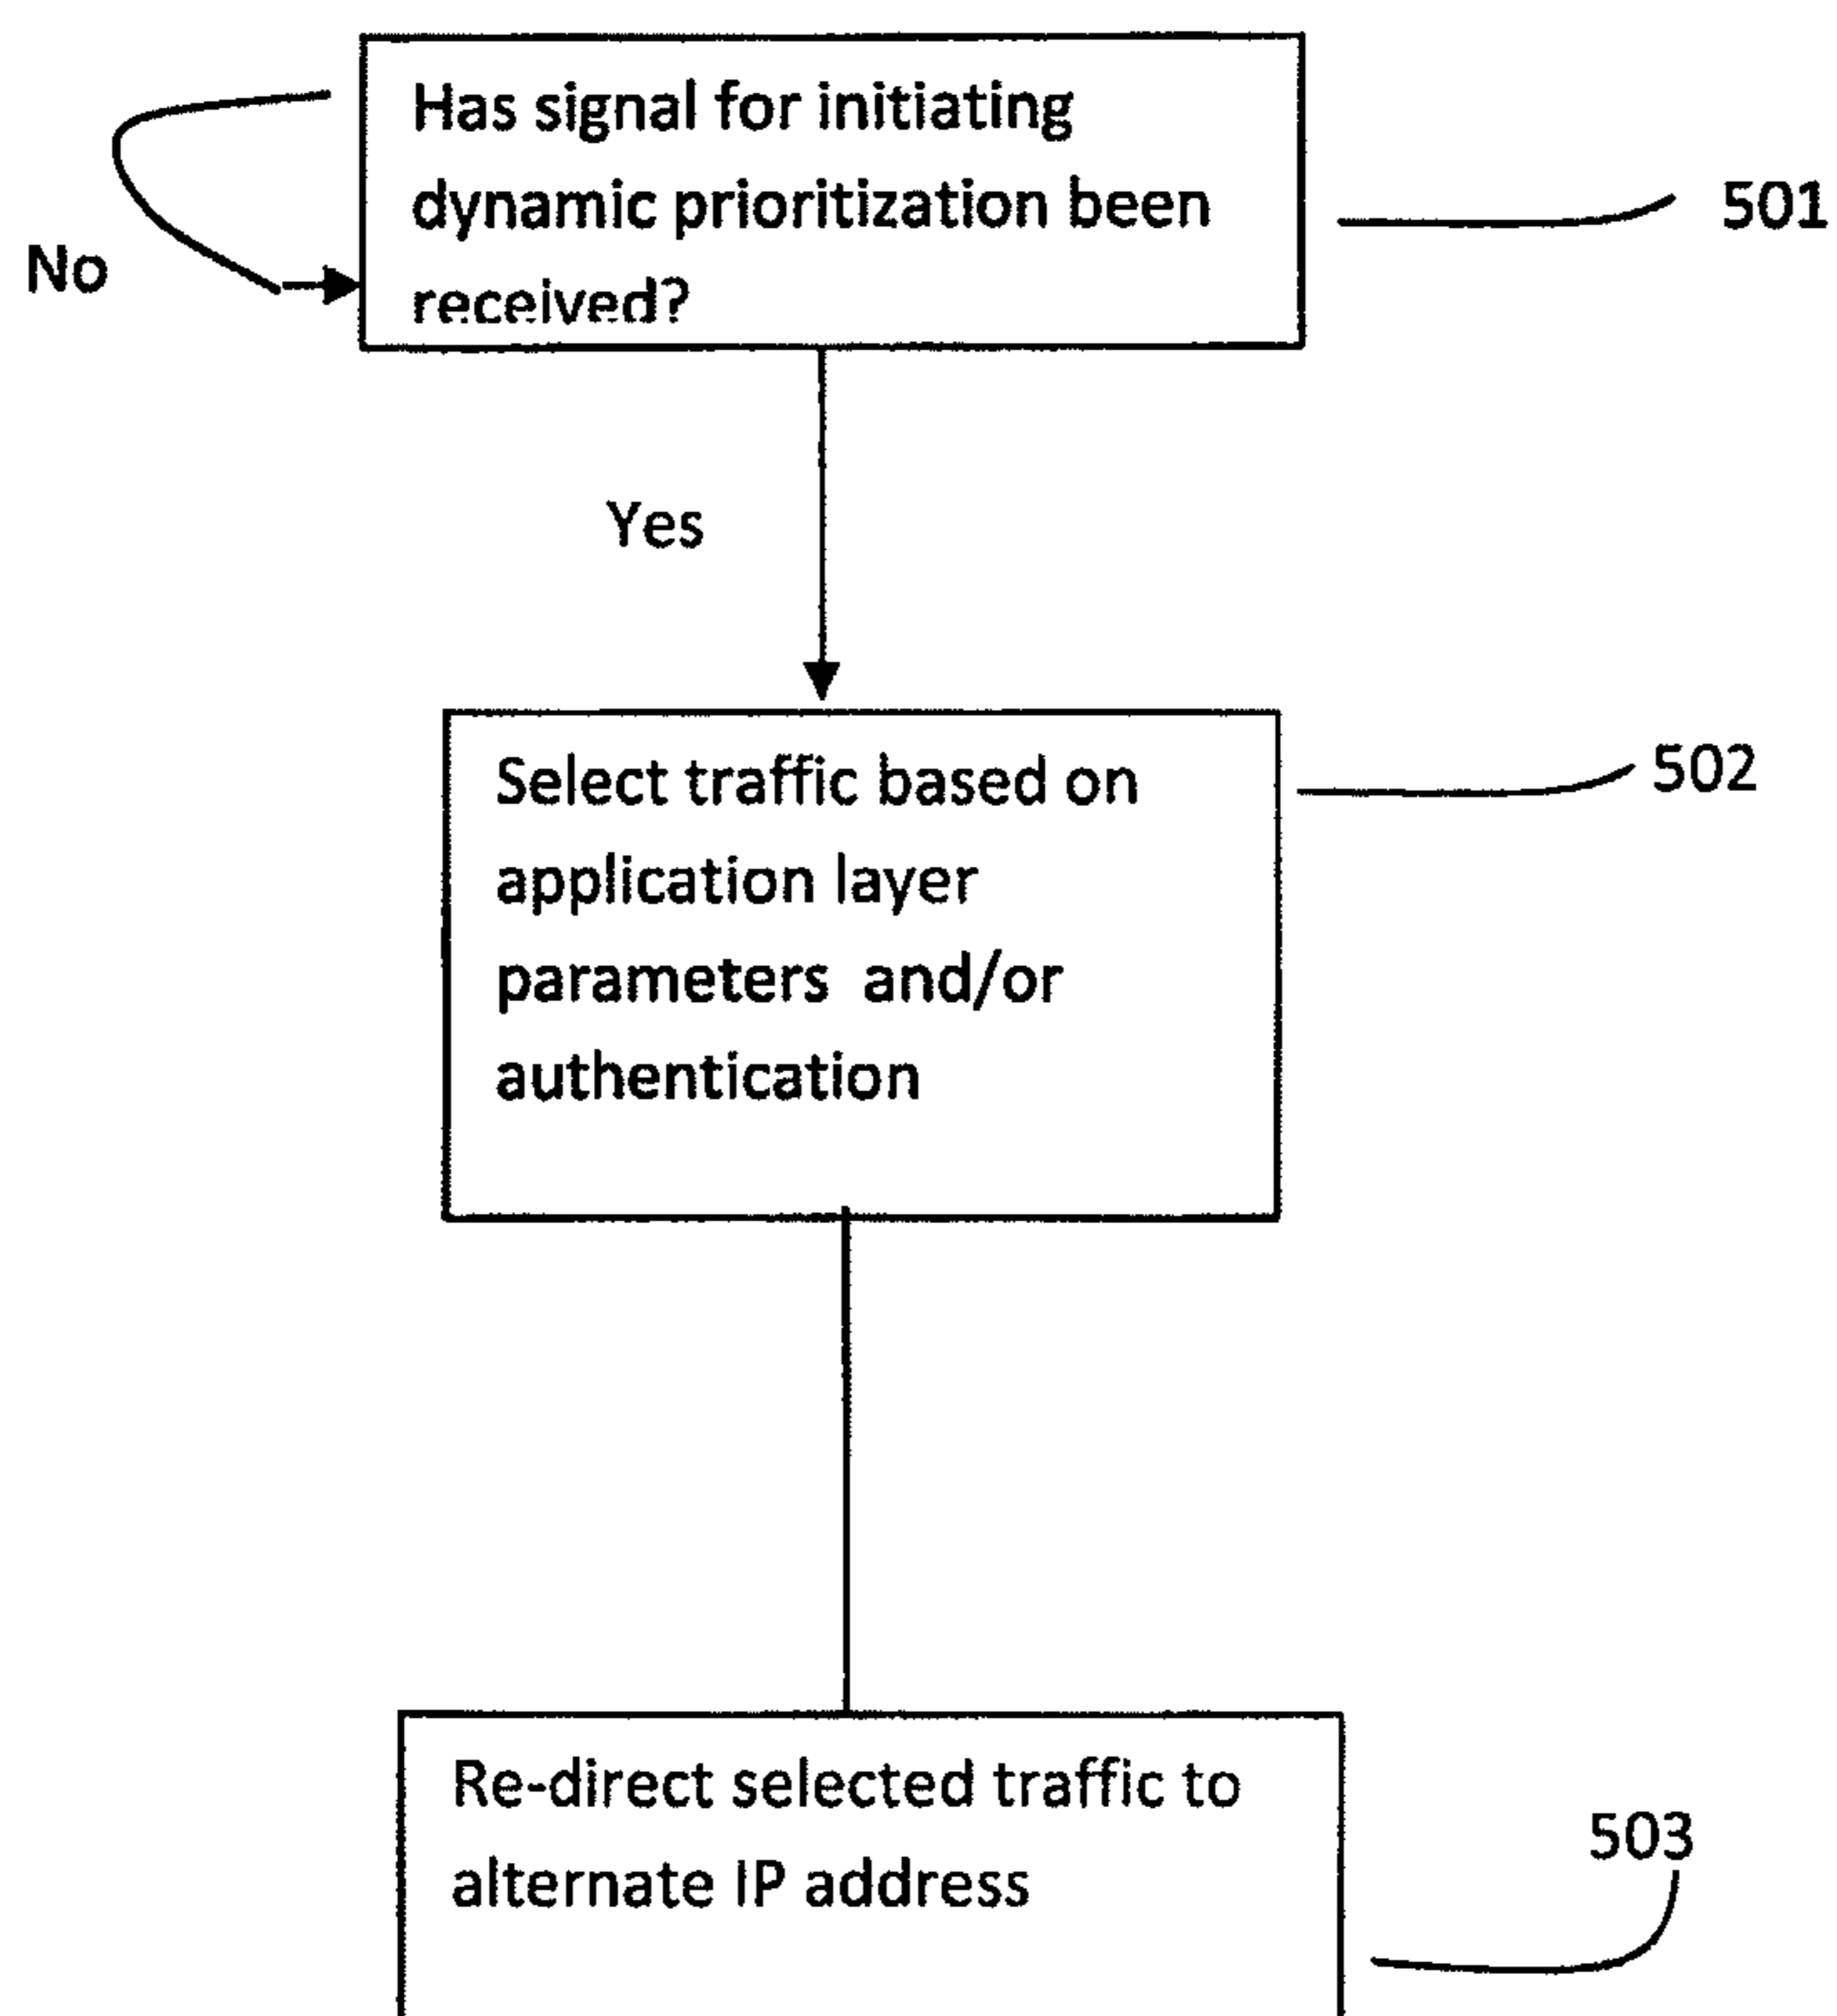 Has signal for initiating
dynamic prioritization been
received?
501
No
Yes
Select traffic based on
application layer
parameters and/or
authentication
502
Re-direct selected traffic to
alternate IP address
503